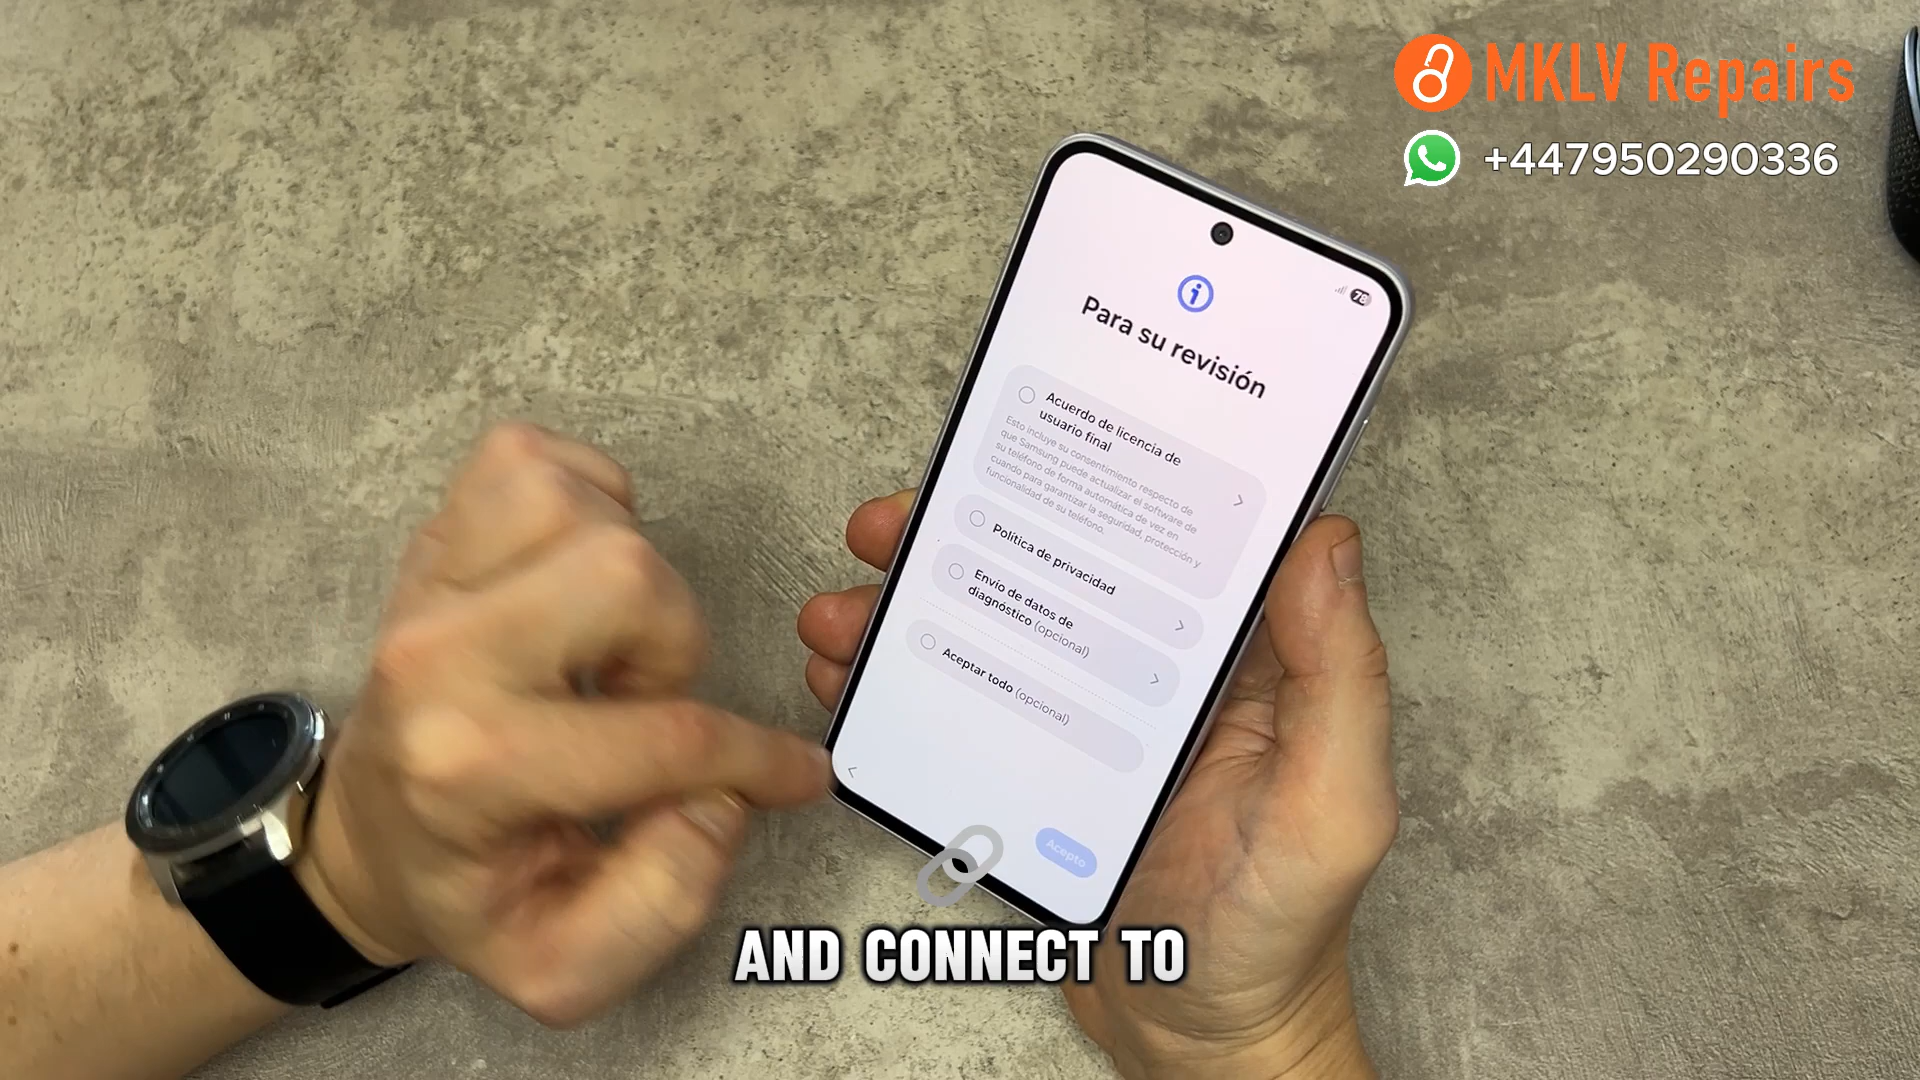 MKLV Repairs
+447950290336
78
Para su revisión
Acuerdo de licencia de
usuario final
Esto incluye su consentimiento respecto de
que Samsung puede actualizar el software de
su teléfono de forma automática de vez en
cuando para garantizar la seguridad, protección y
funcionalidad de su teléfono.
Política de privacidad
Envío de datos de
diagnóstico (opcional)
Aceptar todo (opcional)
Acepto
AND CONNECT TO